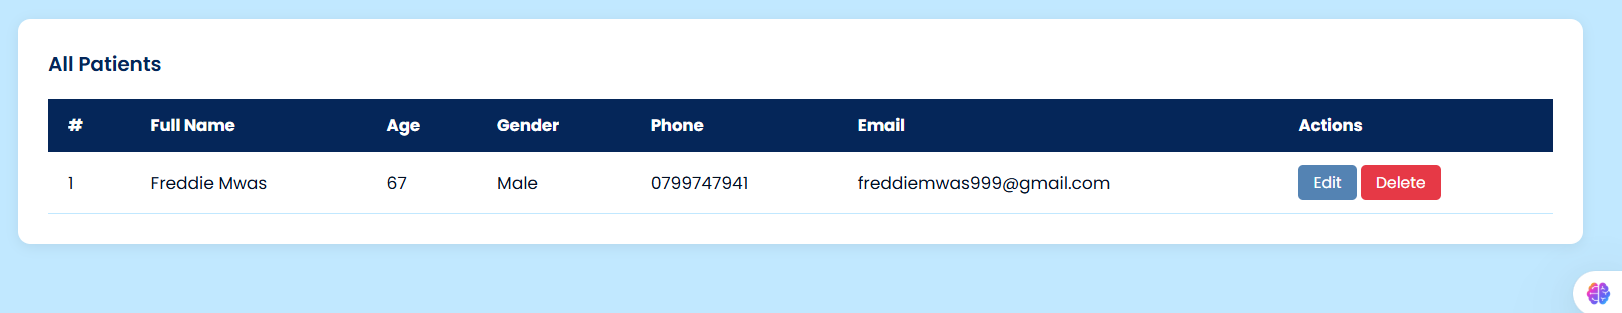 All Patients
# Full Name Age Gender Phone Email Actions
1 Freddie Mwas 67 Male 0799747941 freddiemwas999@gmail.com Edit Delete